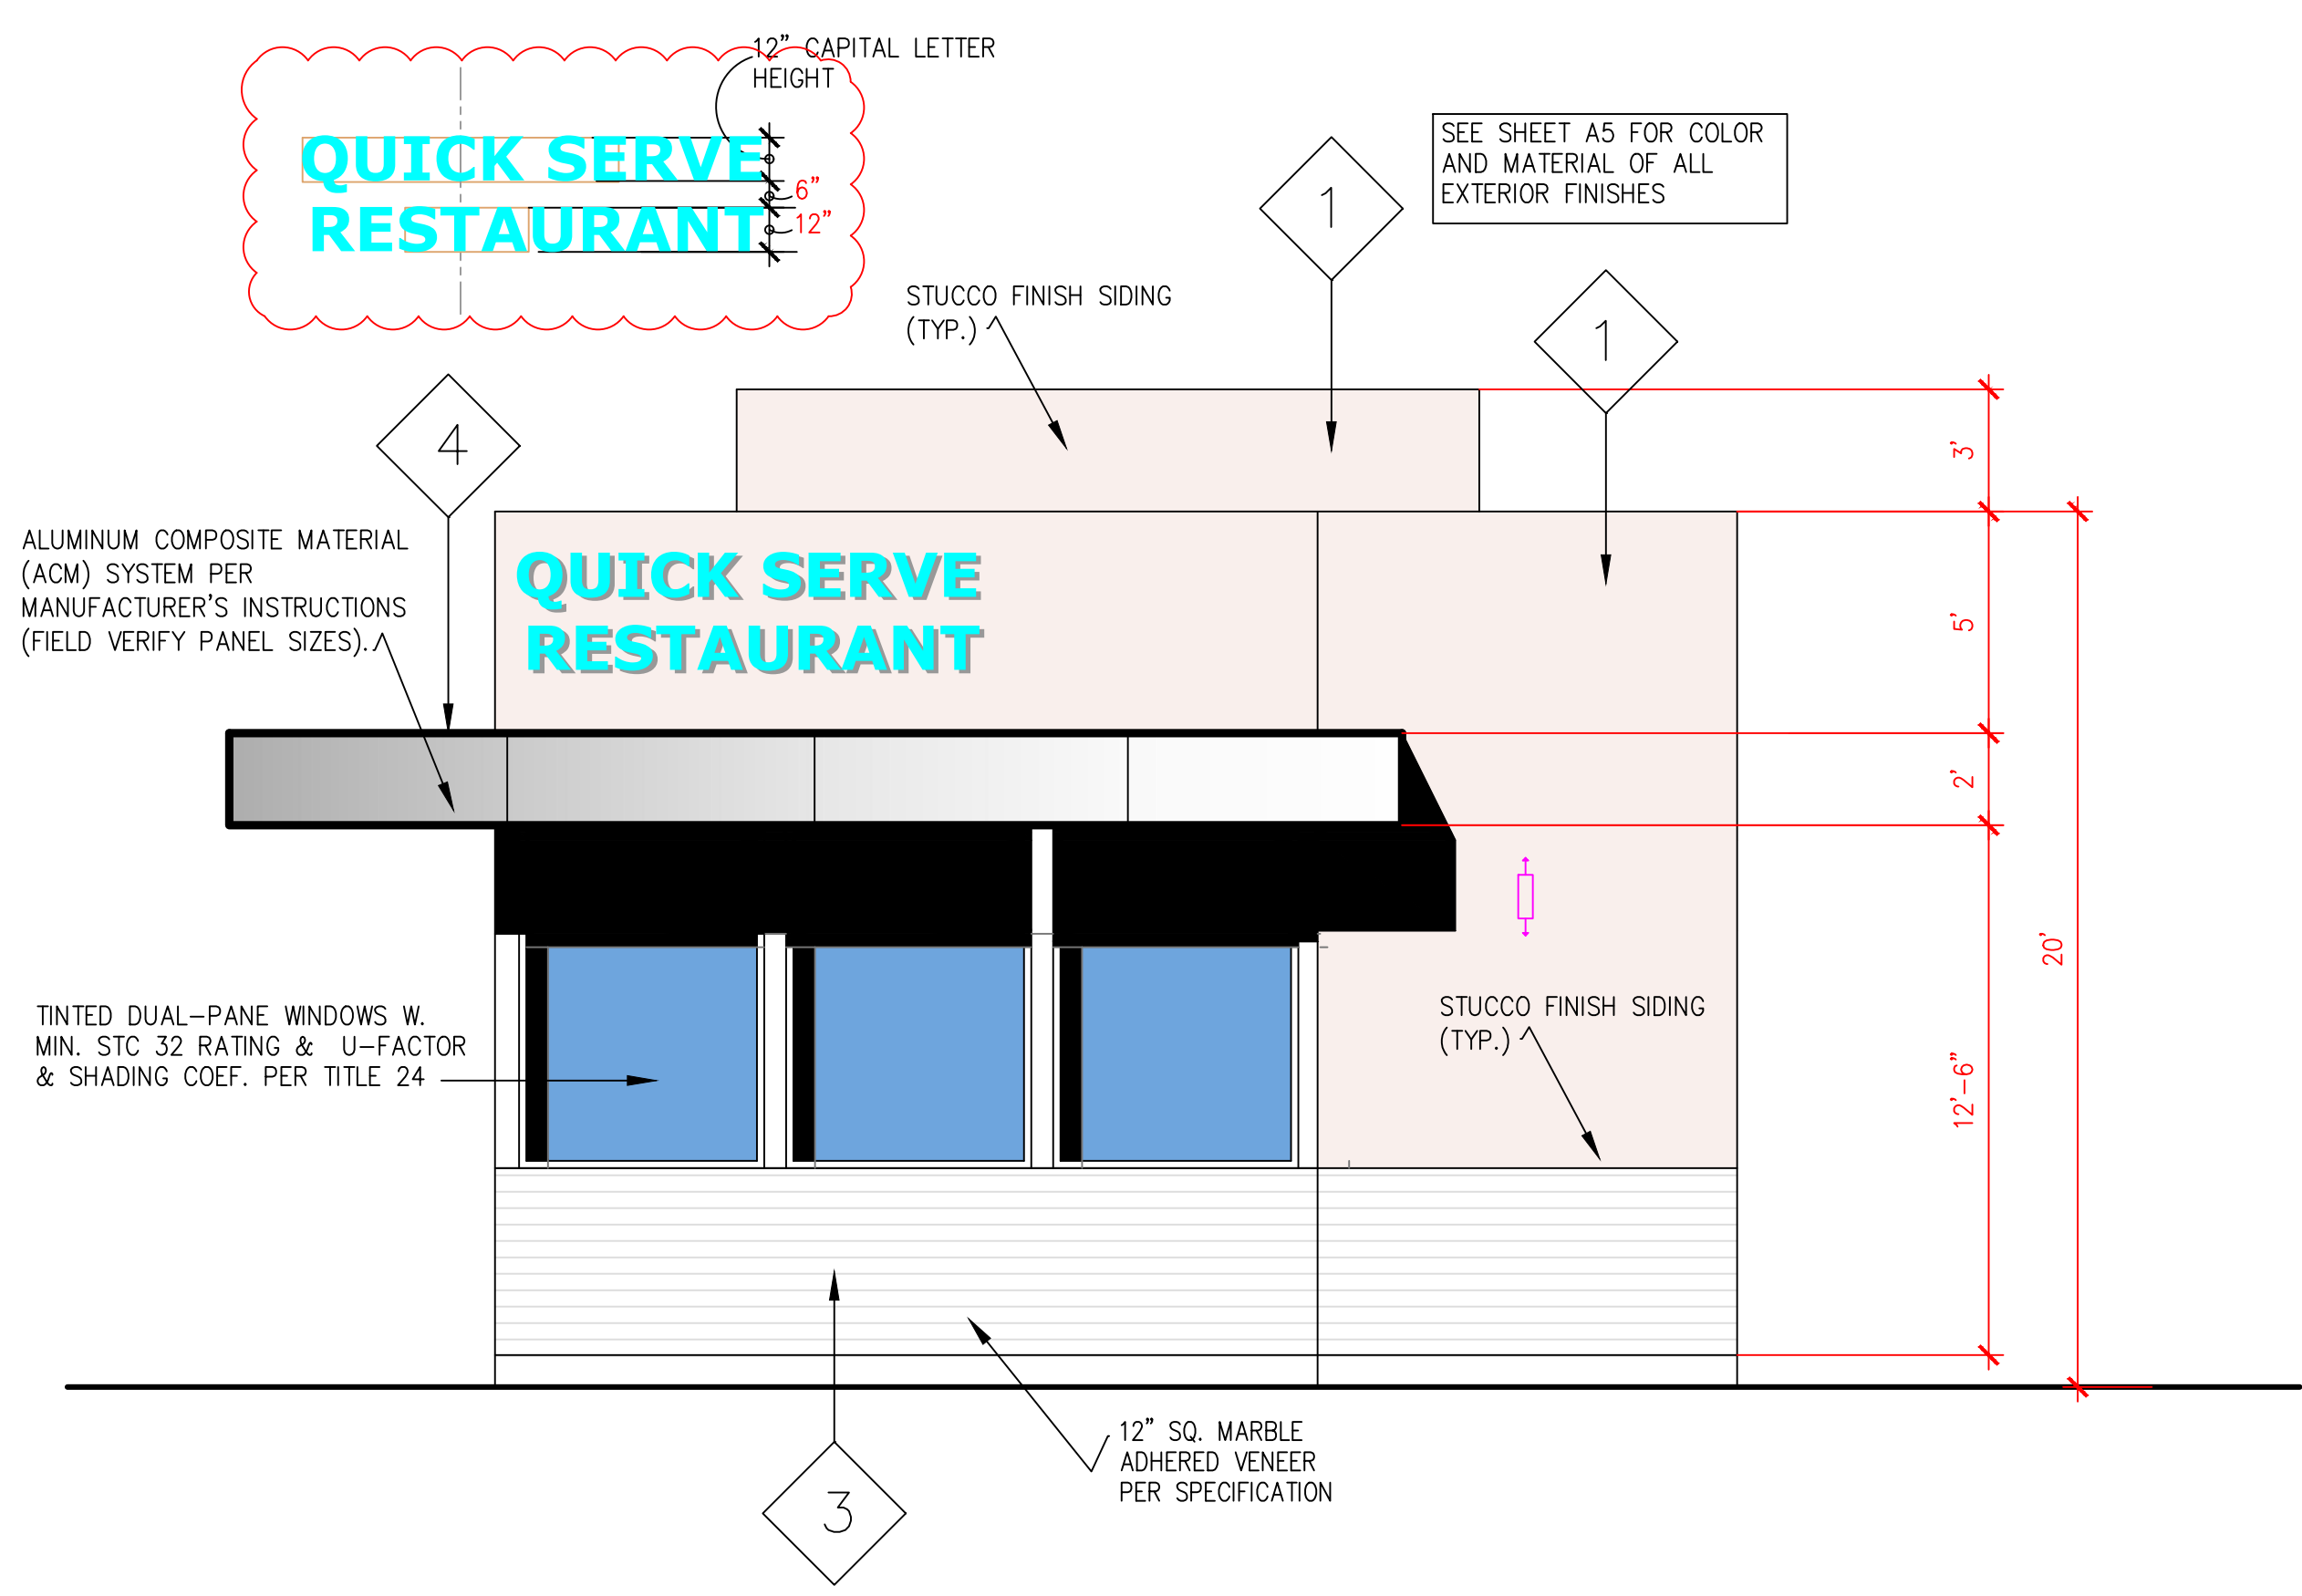 12” CAPITAL LETTER
HEIGHT
QUICK SERVE
RESTAURANT
6”
12”
1
SEE SHEET A5 FOR COLOR
AND MATERIAL OF ALL
EXTERIOR FINISHES
STUCCO FINISH SIDING
(TYP.)
1
4
3’
ALUMINUM COMPOSITE MATERIAL
(ACM) SYSTEM PER
MANUFACTURER’S INSTRUCTIONS
(FIELD VERIFY PANEL SIZES).
QUICK SERVE
RESTAURANT
5’
2’
20’
TINTED DUAL-PANE WINDOWS W.
MIN. STC 32 RATING & U-FACTOR
& SHADING COEF. PER TITLE 24
STUCCO FINISH SIDING
(TYP.)
12’-6”
12” SQ. MARBLE
ADHERED VENEER
PER SPECIFICATION
3